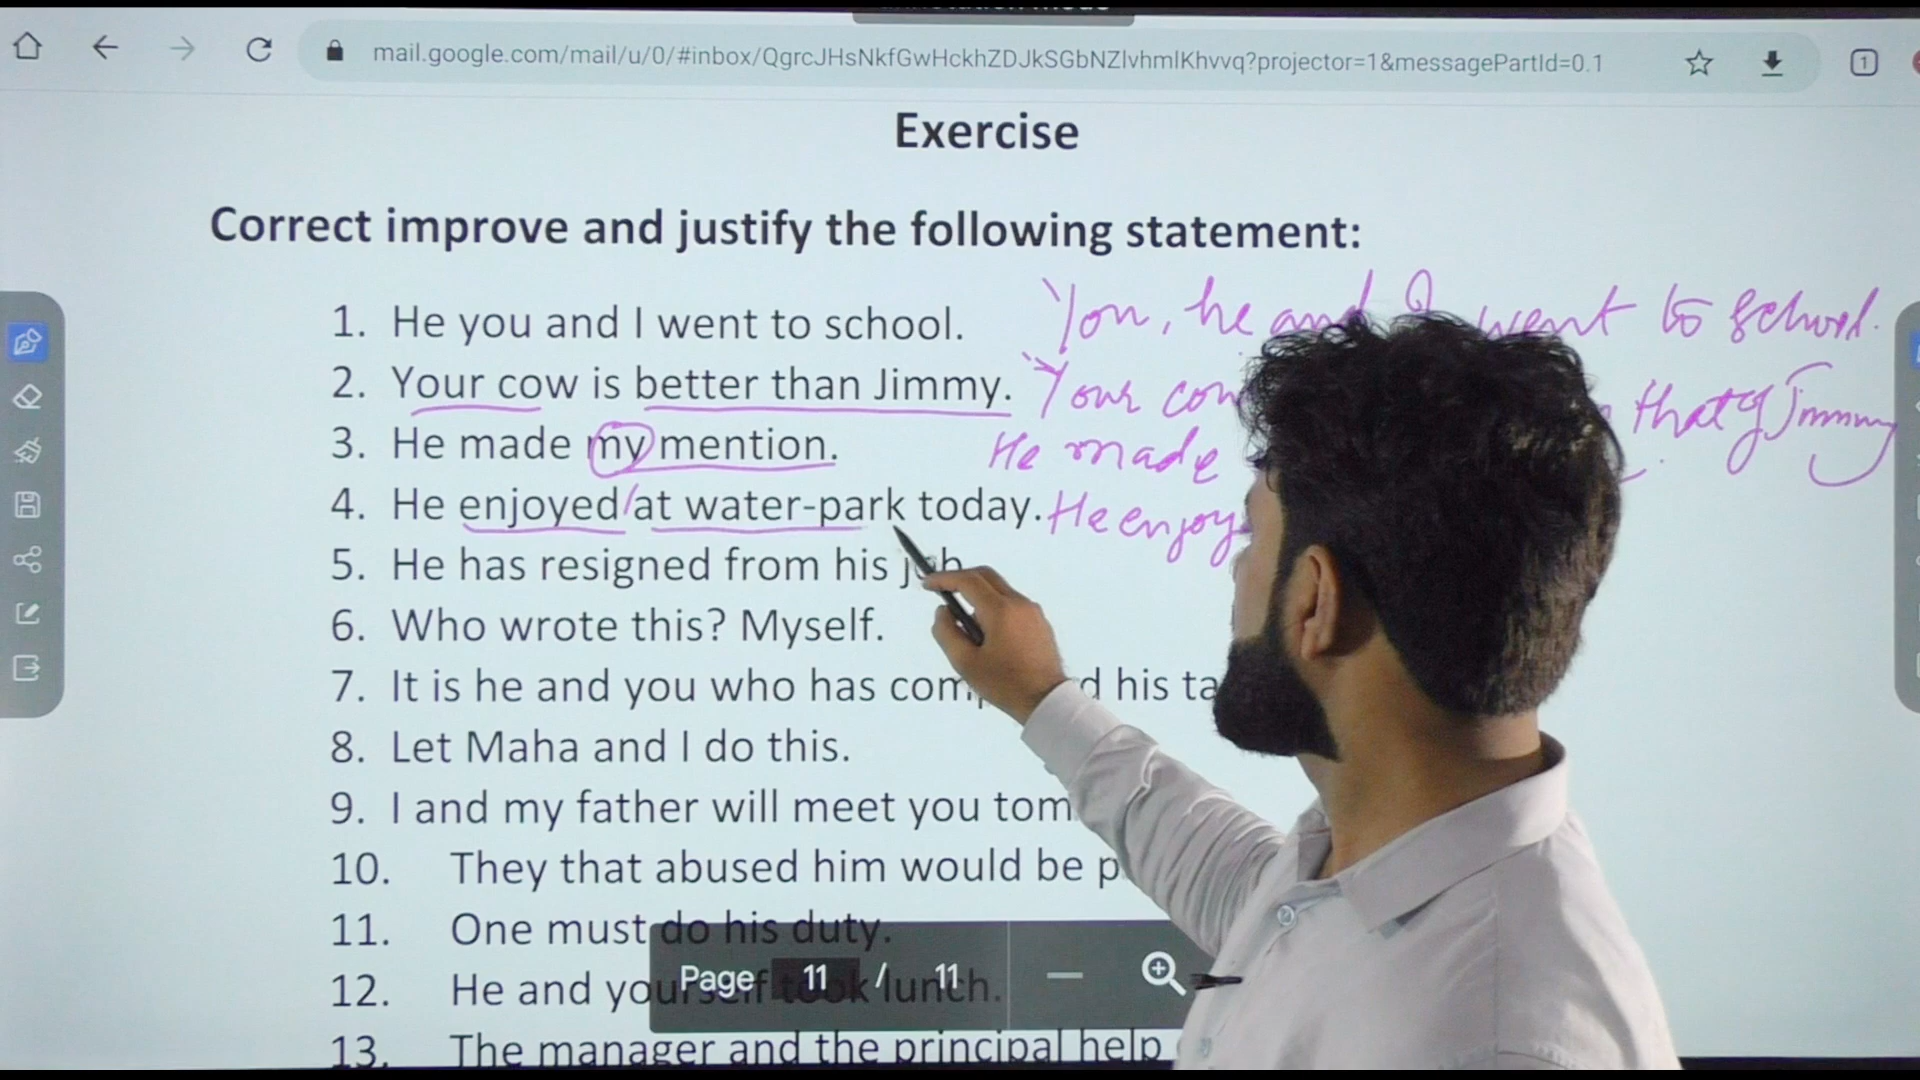 mail.google.com/mail/u/0/#inbox/QgrcJHsNkfGwHckhZDJkSGbNZlvhmlKhvvq?projector=1&messagePartId=0.1
1
Exercise
Correct improve and justify the following statement:
1. He you and I went to school. You, he and I went to school.
2. Your cow is better than Jimmy. Your cow that of Jimmy
3. He made my mention. He made
4. He enjoyed/at water-park today. He enjoy
5. He has resigned from his job
6. Who wrote this? Myself.
7. It is he and you who has his
8. Let Maha and I do this.
9. I and my father will meet you
10. They that abused him would be
11. One must do his duty.
12. He and yourself took lunch.
Page 11 / 11
13. The manager and the principal help